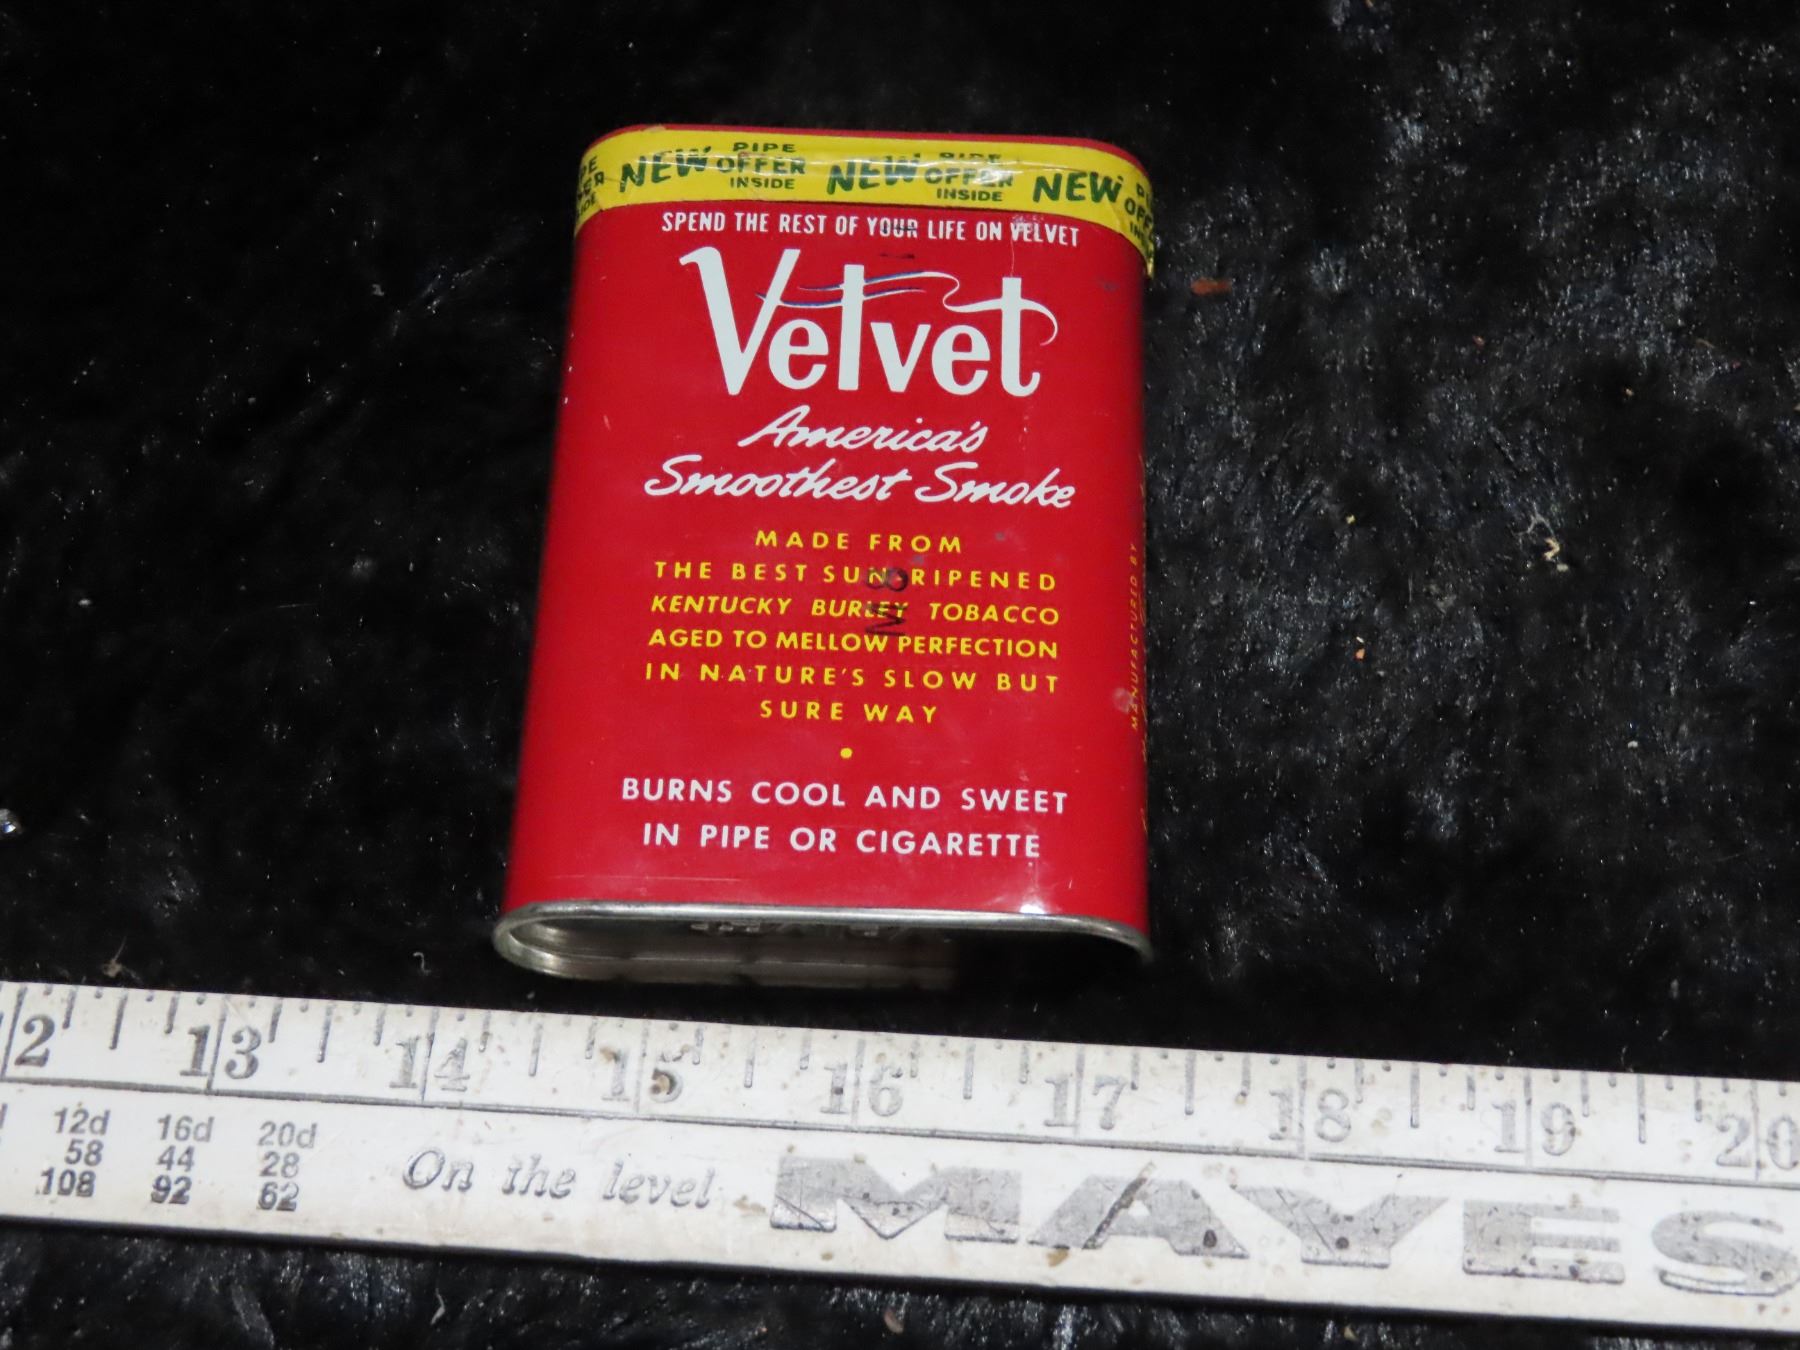 NEW PIPE OFFER INSIDE NEW PIPE OFFER INSIDE NEW
SPEND THE REST OF YOUR LIFE ON VELVET
Velvet
America's
Smoothest Smoke
MADE FROM
THE BEST SUN-RIPENED
KENTUCKY BURLEY TOBACCO
AGED TO MELLOW PERFECTION
IN NATURE'S SLOW BUT
SURE WAY
BURNS COOL AND SWEET
IN PIPE OR CIGARETTE
MANUFACTURED BY
13 14 15 16 17 18 19 20
12d 16d 20d
58 44 28
108 92 62
On the level MAYES